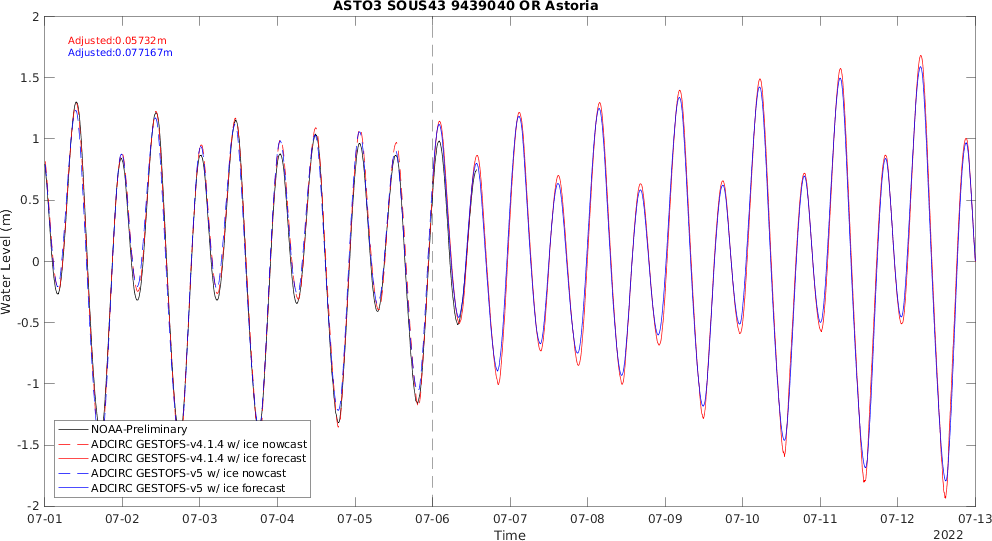 ASTO3 SOUS43 9439040 OR Astoria
Adjusted:0.05732m
Adjusted:0.077167m
Water Level (m)
2
1.5
1
0.5
0
-0.5
-1
-1.5
-2
NOAA-Preliminary
ADCIRC GESTOFS-v4.1.4 w/ ice nowcast
ADCIRC GESTOFS-v4.1.4 w/ ice forecast
ADCIRC GESTOFS-v5 w/ ice nowcast
ADCIRC GESTOFS-v5 w/ ice forecast
07-01 07-02 07-03 07-04 07-05 07-06 07-07 07-08 07-09 07-10 07-11 07-12 07-13
Time
2022